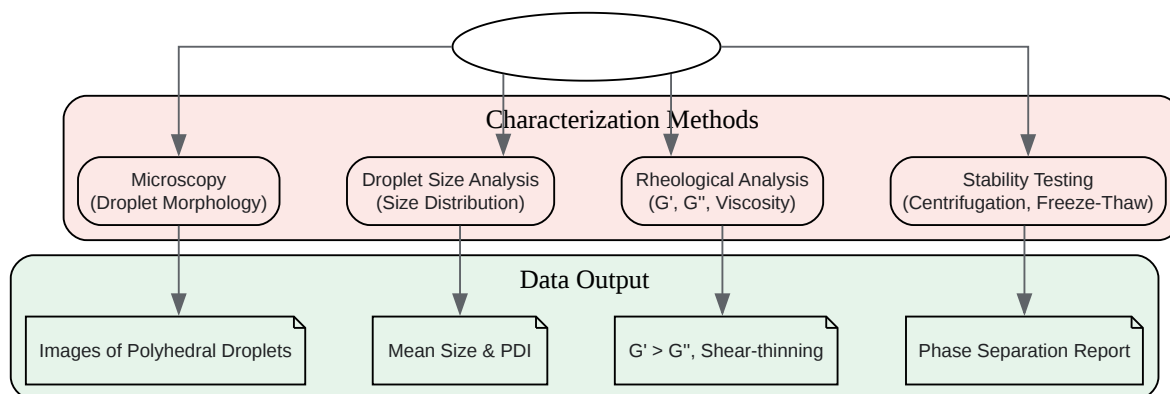 Characterization Methods
Microscopy
(Droplet Morphology)
Droplet Size Analysis
(Size Distribution)
Rheological Analysis
(G', G'', Viscosity)
Stability Testing
(Centrifugation, Freeze-Thaw)
Data Output
Images of Polyhedral Droplets
Mean Size & PDI
G' > G'', Shear-thinning
Phase Separation Report